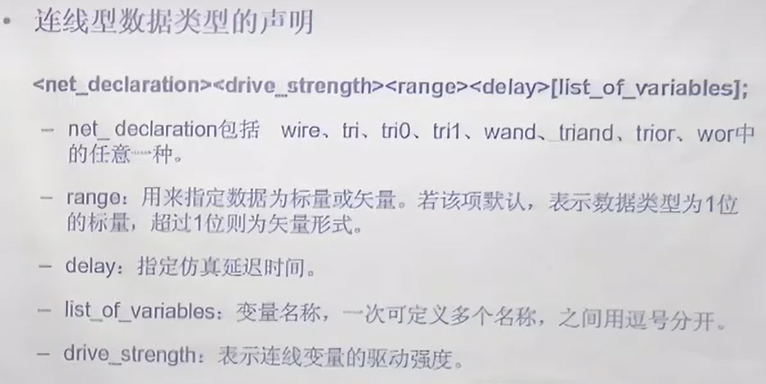 • 连线型数据类型的声明
<net_declaration><drive_strength><range><delay>[list_of_variables];
– net_declaration包括 wire、tri、tri0、tri1、wand、triand、trior、wor中
的任意一种。
– range：用来指定数据为标量或矢量。若该项默认，表示数据类型为1位
的标量，超过1位则为矢量形式。
– delay：指定仿真延迟时间。
– list_of_variables：变量名称，一次可定义多个名称，之间用逗号分开。
– drive_strength：表示连线变量的驱动强度。